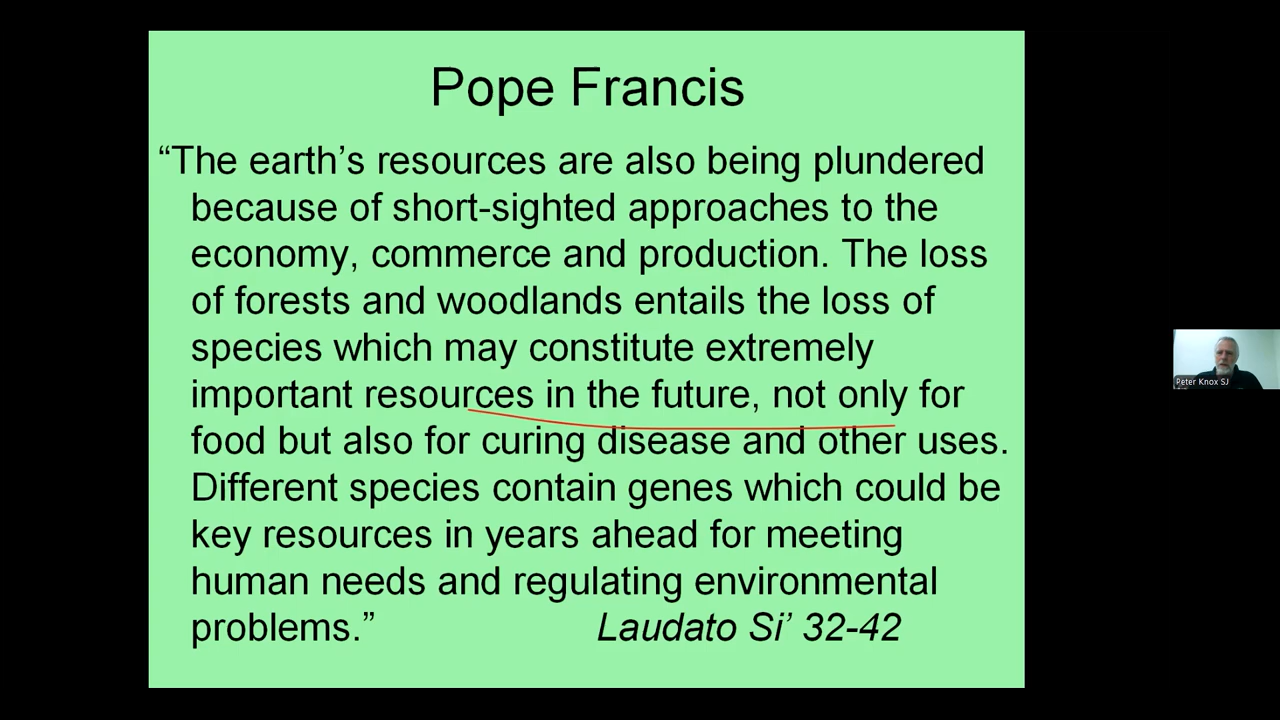 Pope Francis
“The earth’s resources are also being plundered
because of short-sighted approaches to the
economy, commerce and production. The loss
of forests and woodlands entails the loss of
species which may constitute extremely
important resources in the future, not only for
food but also for curing disease and other uses.
Different species contain genes which could be
key resources in years ahead for meeting
human needs and regulating environmental
problems.” Laudato Si’ 32-42
Peter Knox SJ